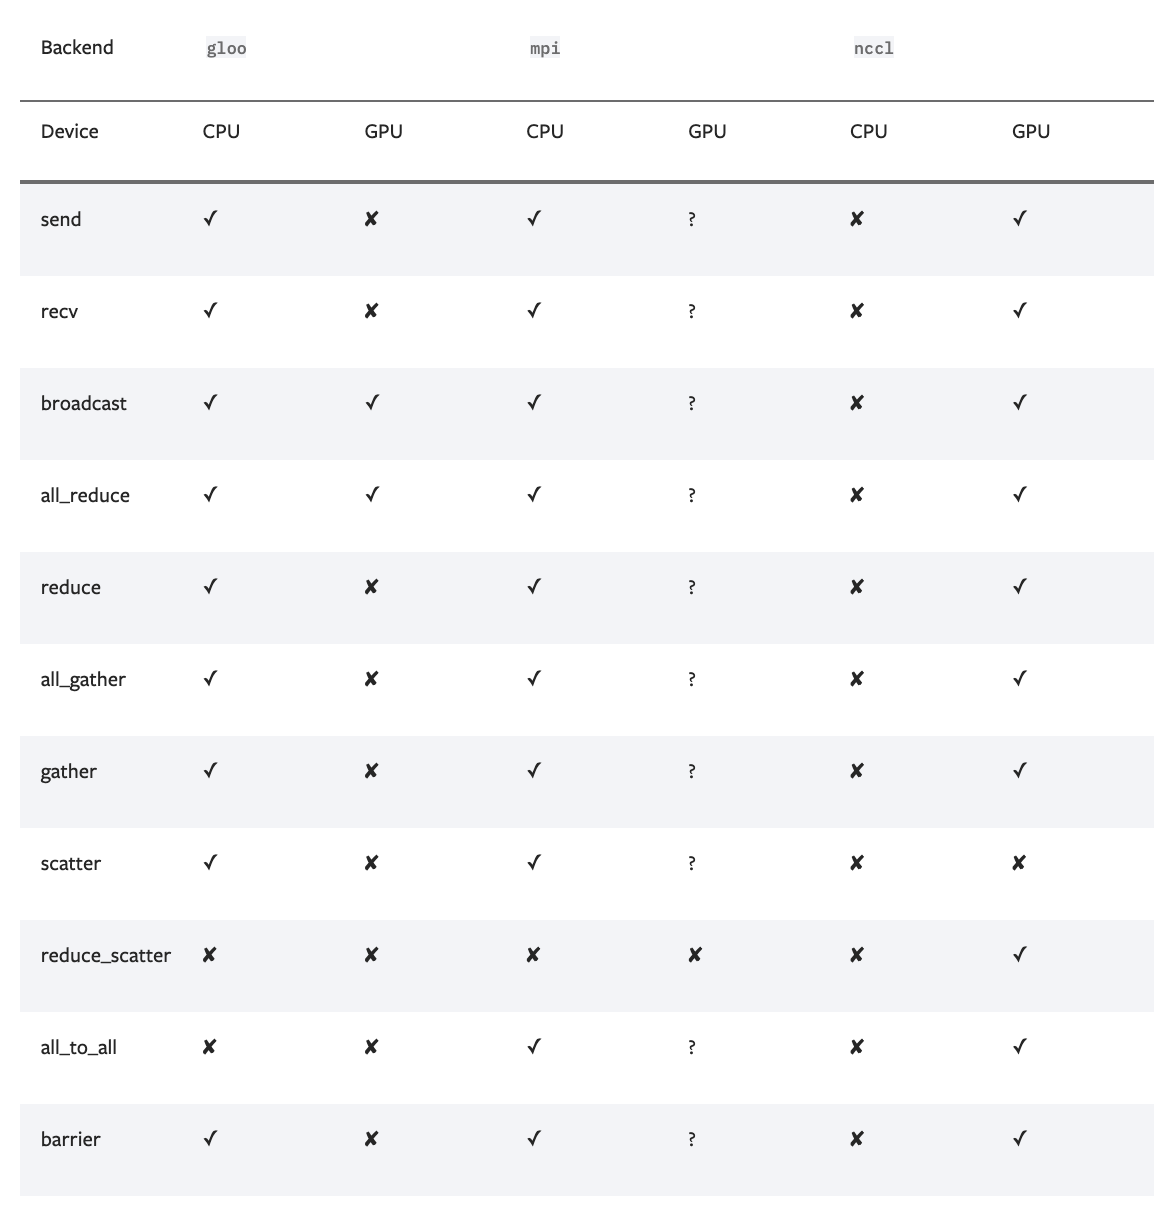 Backend gloo mpi nccl
Device CPU GPU CPU GPU CPU GPU
send ✓ ✘ ✓ ? ✘ ✓
recv ✓ ✘ ✓ ? ✘ ✓
broadcast ✓ ✓ ✓ ? ✘ ✓
all_reduce ✓ ✓ ✓ ? ✘ ✓
reduce ✓ ✘ ✓ ? ✘ ✓
all_gather ✓ ✘ ✓ ? ✘ ✓
gather ✓ ✘ ✓ ? ✘ ✓
scatter ✓ ✘ ✓ ? ✘ ✘
reduce_scatter ✘ ✘ ✘ ✘ ✘ ✓
all_to_all ✘ ✘ ✓ ? ✘ ✓
barrier ✓ ✘ ✓ ? ✘ ✓